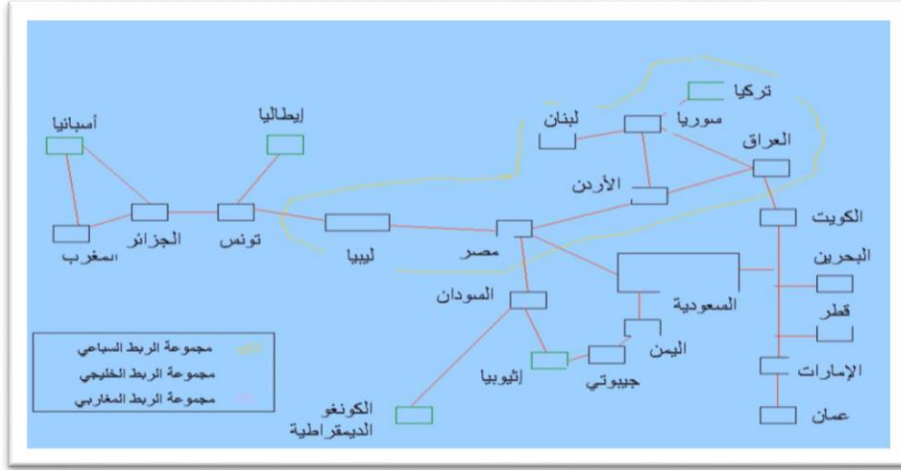 تركيا
إيطاليا
لبنان
سوريا
أسبانيا
العراق
الأردن
الكويت
المغرب
الجزائر
تونس
ليبيا
مصر
البحرين
السودان
السعودية
قطر
اليمن
إثيوبيا
جيبوتي
الإمارات
عمان
الكونغو
الديمقراطية
مجموعة الربط السباعي
مجموعة الربط الخليجي
مجموعة الربط المغاربي